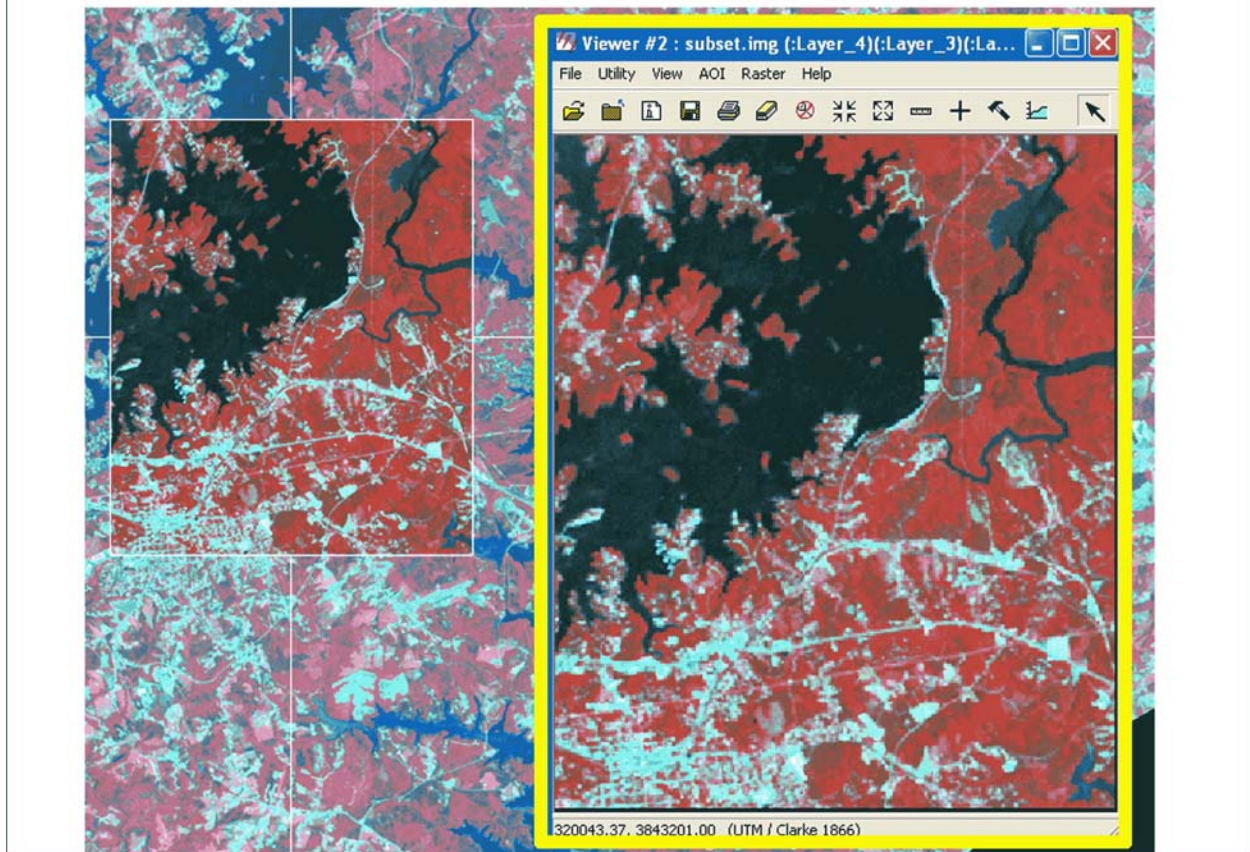 Viewer #2 : subset.img (:Layer_4)(:Layer_3)(:La...
File Utility View AOI Raster Help
320043.37, 3843201.00 (UTM / Clarke 1866)